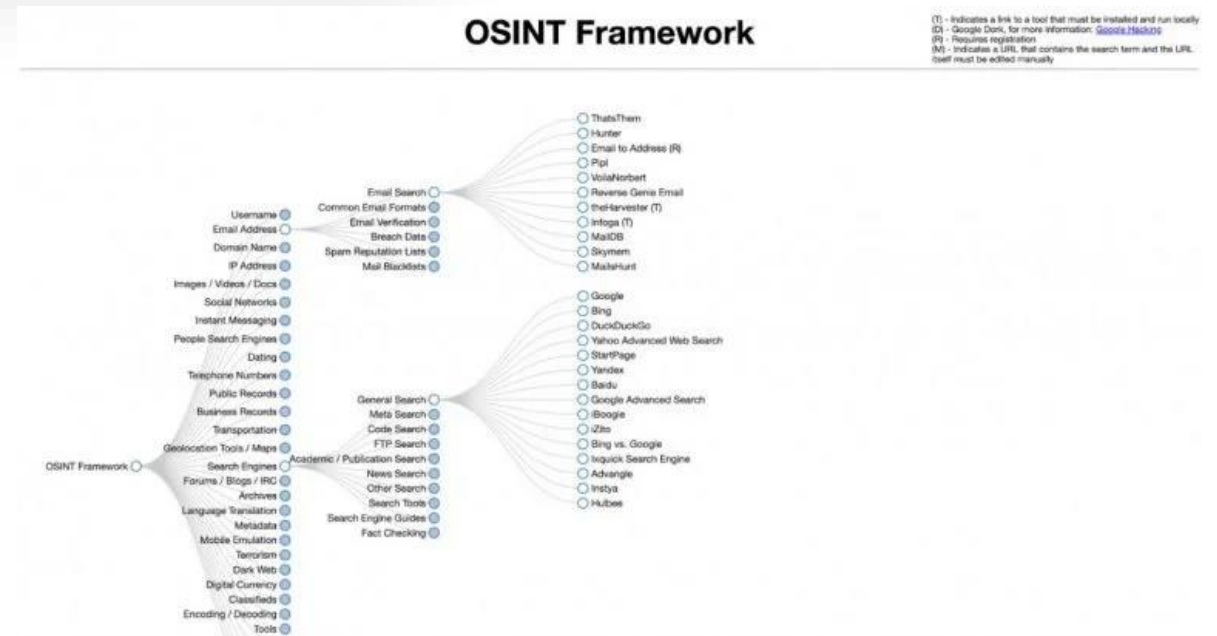 OSINT Framework
(T) - Indicates a link to a tool that must be installed and run locally
(D) - Google Dork, for more information: Google Hacking
(R) - Requires registration
(M) - Indicates a URL that contains the search term and the URL
itself must be edited manually
OSINT Framework
Username
Email Address
Domain Name
IP Address
Images / Videos / Docs
Social Networks
Instant Messaging
People Search Engines
Dating
Telephone Numbers
Public Records
Business Records
Transportation
Geolocation Tools / Maps
Search Engines
Forums / Blogs / IRC
Archives
Language Translation
Metadata
Mobile Emulation
Terrorism
Dark Web
Digital Currency
Classifieds
Encoding / Decoding
Tools
Email Search
Common Email Formats
Email Verification
Breach Data
Spam Reputation Lists
Mail Blacklists
ThatsThem
Hunter
Email to Address (R)
Pipl
VoilaNorbert
Reverse Genie Email
theHarvester (T)
Infoga (T)
MailDB
Skymem
MailsHunt
General Search
Meta Search
Code Search
FTP Search
Academic / Publication Search
News Search
Other Search
Search Tools
Search Engine Guides
Fact Checking
Google
Bing
DuckDuckGo
Yahoo Advanced Web Search
StartPage
Yandex
Baidu
Google Advanced Search
iBoogie
iZito
Bing vs. Google
Ixquick Search Engine
Advangle
Instya
Hulbee